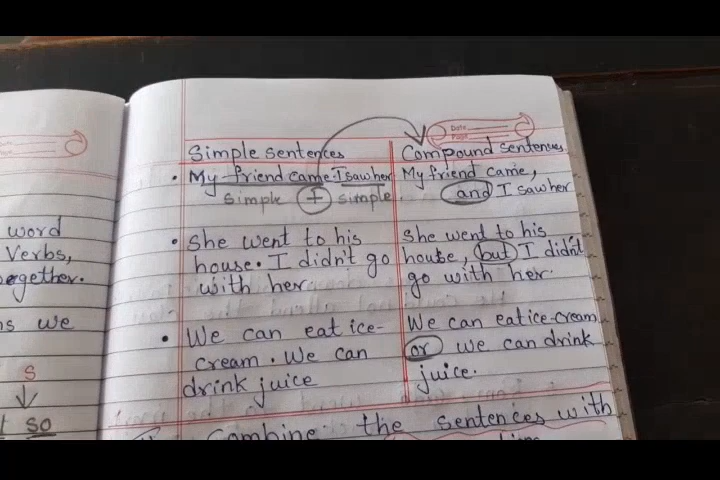 word
Verbs,
together.
ns we
S
so
Date
Page
Simple sentences
• My friend came. I saw her
simple + simple
• She went to his
house. I didn't go
with her.
• We can eat ice-
cream. We can
drink juice
Compound sentences
My friend came,
and I saw her
She went to his
house, but I didn't
go with her.
We can eat ice-cream
or we can drink
juice.
Combine the sentences with